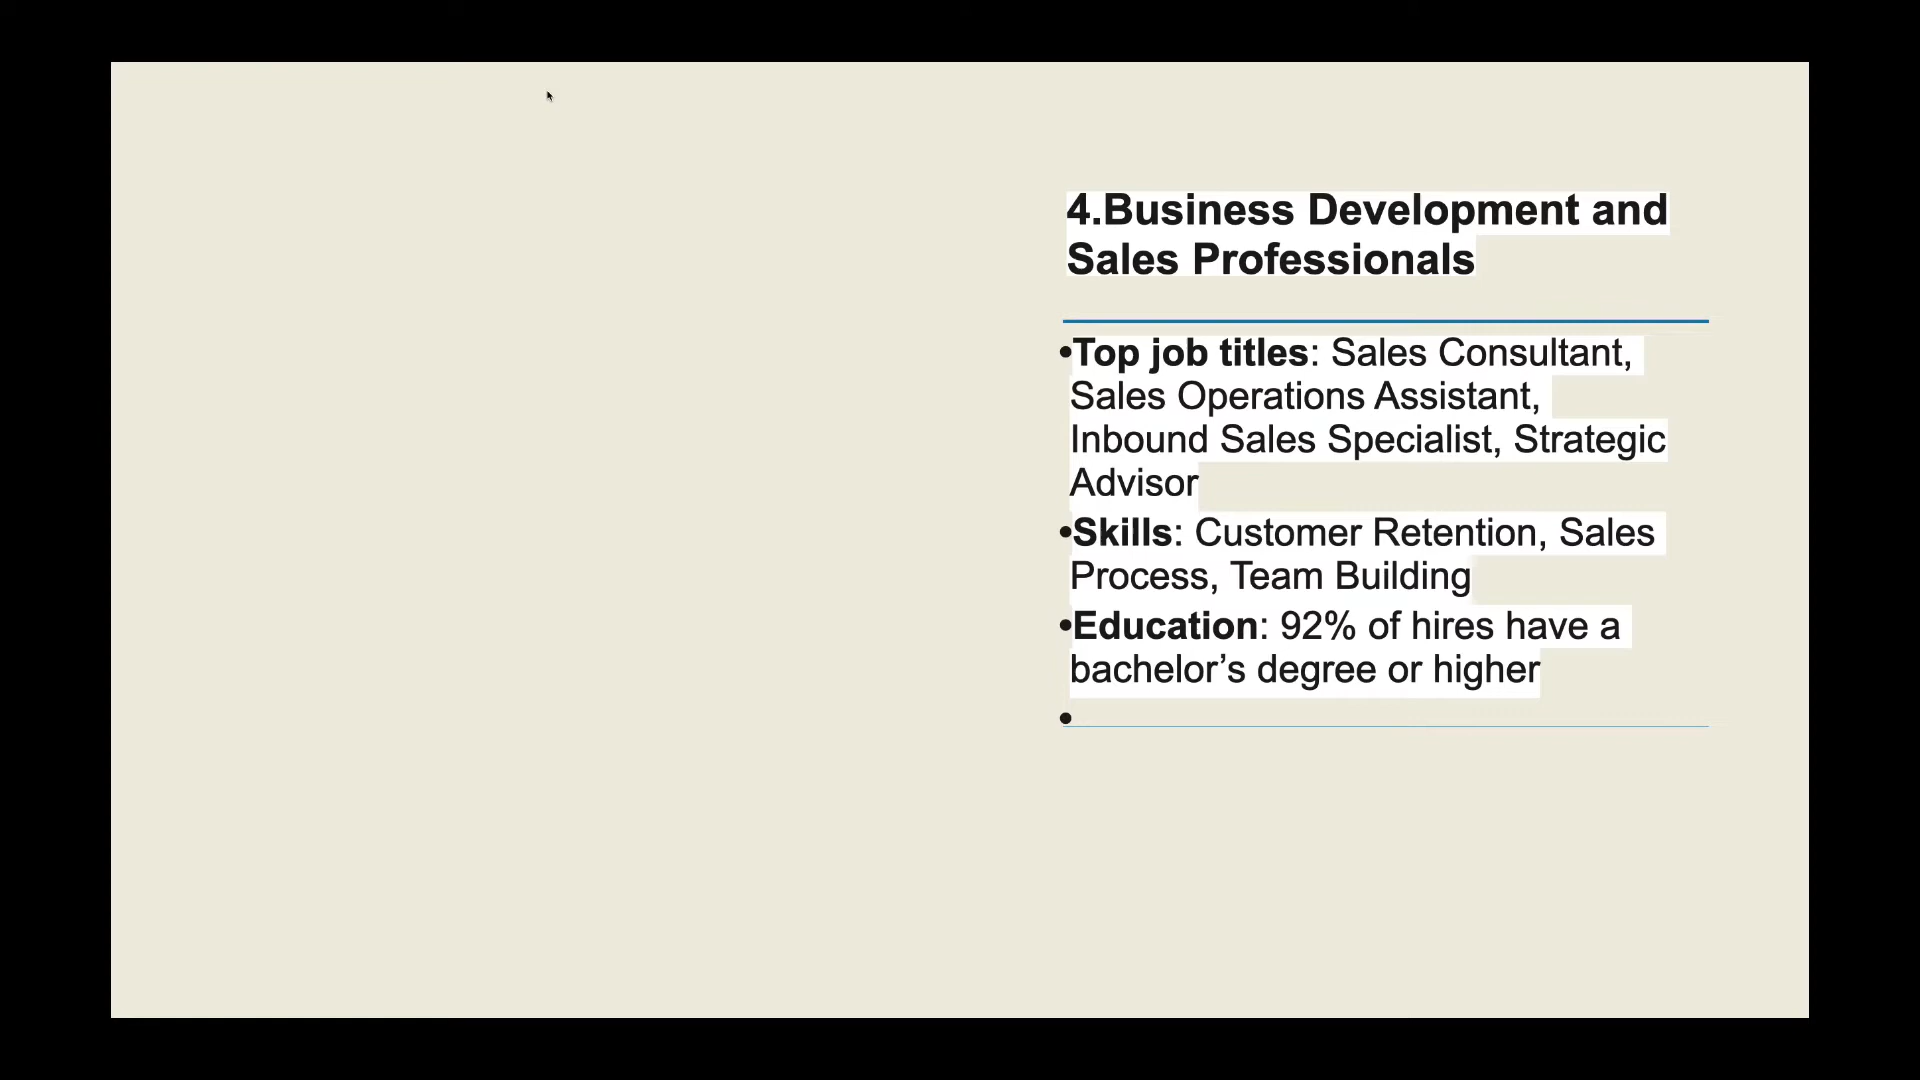 4.Business Development and
Sales Professionals
•Top job titles: Sales Consultant,
Sales Operations Assistant,
Inbound Sales Specialist, Strategic
Advisor
•Skills: Customer Retention, Sales
Process, Team Building
•Education: 92% of hires have a
bachelor’s degree or higher
•